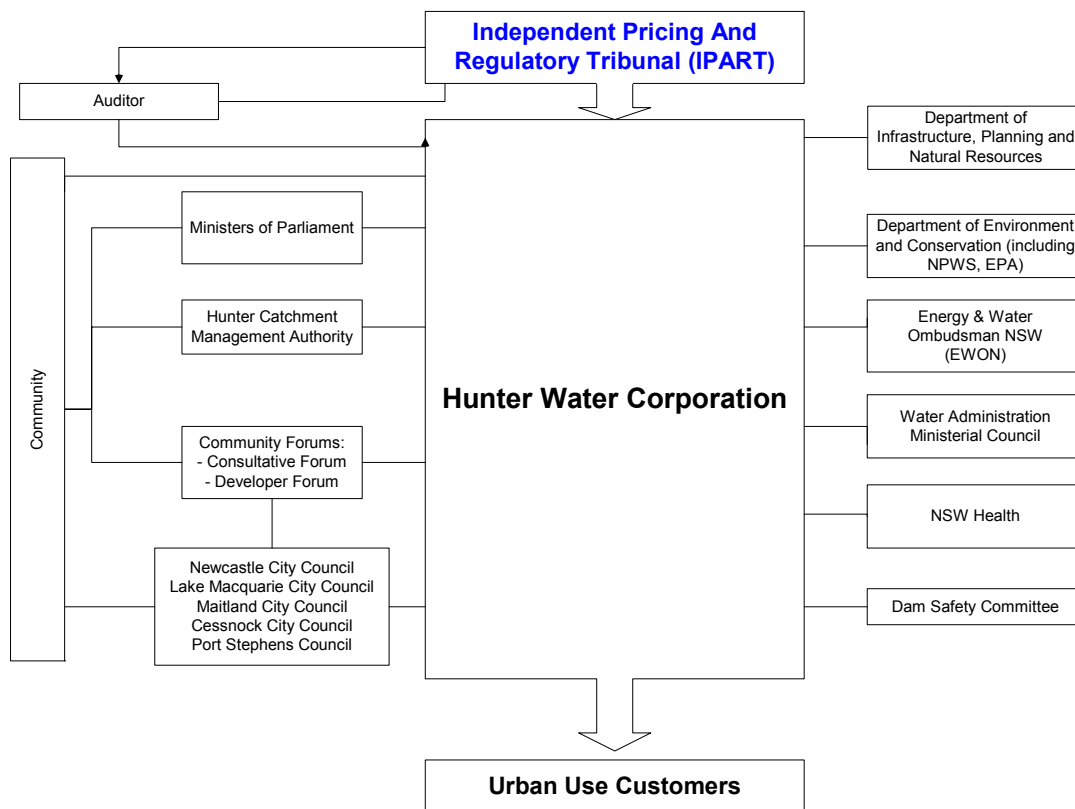 Independent Pricing And
Regulatory Tribunal (IPART)
Auditor
Department of
Infrastructure, Planning and
Natural Resources
Community
Ministers of Parliament
Department of Environment
and Conservation (including
NPWS, EPA)
Hunter Catchment
Management Authority
Energy & Water
Ombudsman NSW
(EWON)
Hunter Water Corporation
Water Administration
Ministerial Council
Community Forums:
- Consultative Forum
- Developer Forum
NSW Health
Newcastle City Council
Lake Macquarie City Council
Maitland City Council
Cessnock City Council
Port Stephens Council
Dam Safety Committee
Urban Use Customers